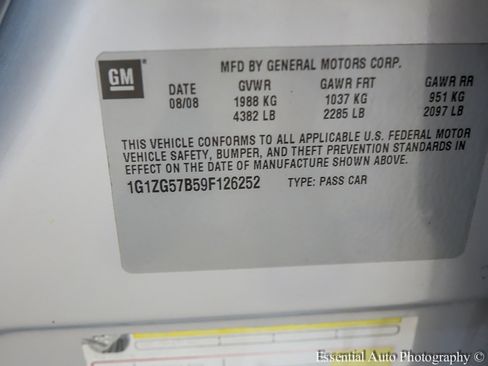 GM
MFD BY GENERAL MOTORS CORP.
DATE GVWR GAWR FRT GAWR RR
08/08 1988 KG 1037 KG 951 KG
4382 LB 2285 LB 2097 LB
THIS VEHICLE CONFORMS TO ALL APPLICABLE U.S. FEDERAL MOTOR
VEHICLE SAFETY, BUMPER, AND THEFT PREVENTION STANDARDS IN
EFFECT ON THE DATE OF MANUFACTURE SHOWN ABOVE.
1G1ZG57B59F126252 TYPE: PASS CAR
Essential Auto Photography ©